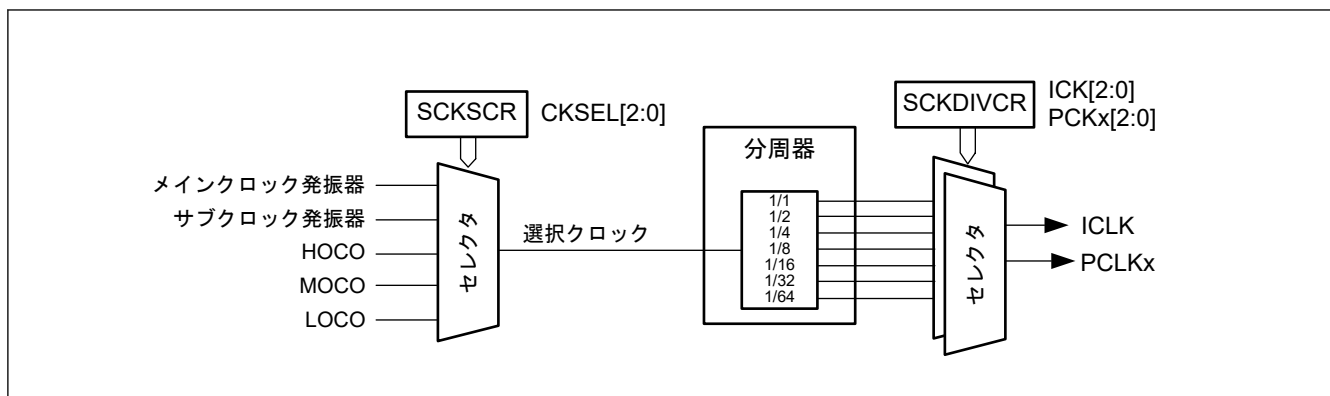 SCKSCR CKSEL[2:0]
メインクロック発振器
サブクロック発振器
HOCO
MOCO
LOCO
セレクタ
選択クロック
分周器
1/1
1/2
1/4
1/8
1/16
1/32
1/64
SCKDIVCR
ICK[2:0]
PCKx[2:0]
セレクタ
ICLK
PCLKx